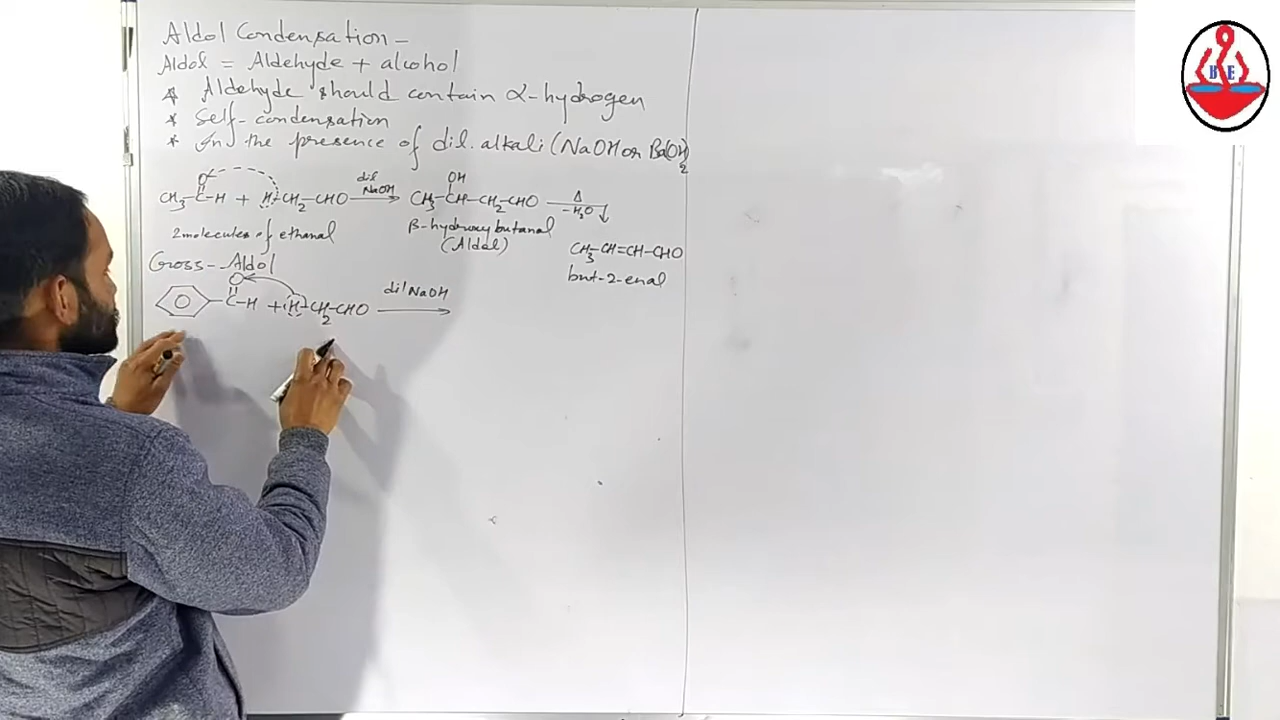 Aldol Condensation -
Aldol = Aldehyde + alcohol
* Aldehyde should contain α-hydrogen
* Self-condensation
* In the presence of dil. alkali (NaOH or Ba(OH)2
O OH
CH3-C-H + H-CH2-CHO dil NaOH CH3-CH-CH2-CHO Δ -H2O
2 molecules of ethanal β-hydroxy butanal
(Aldol)
CH3-CH=CH-CHO
but-2-enal
Cross-Aldol
O
C-H + H-CH2-CHO dil NaOH
B E